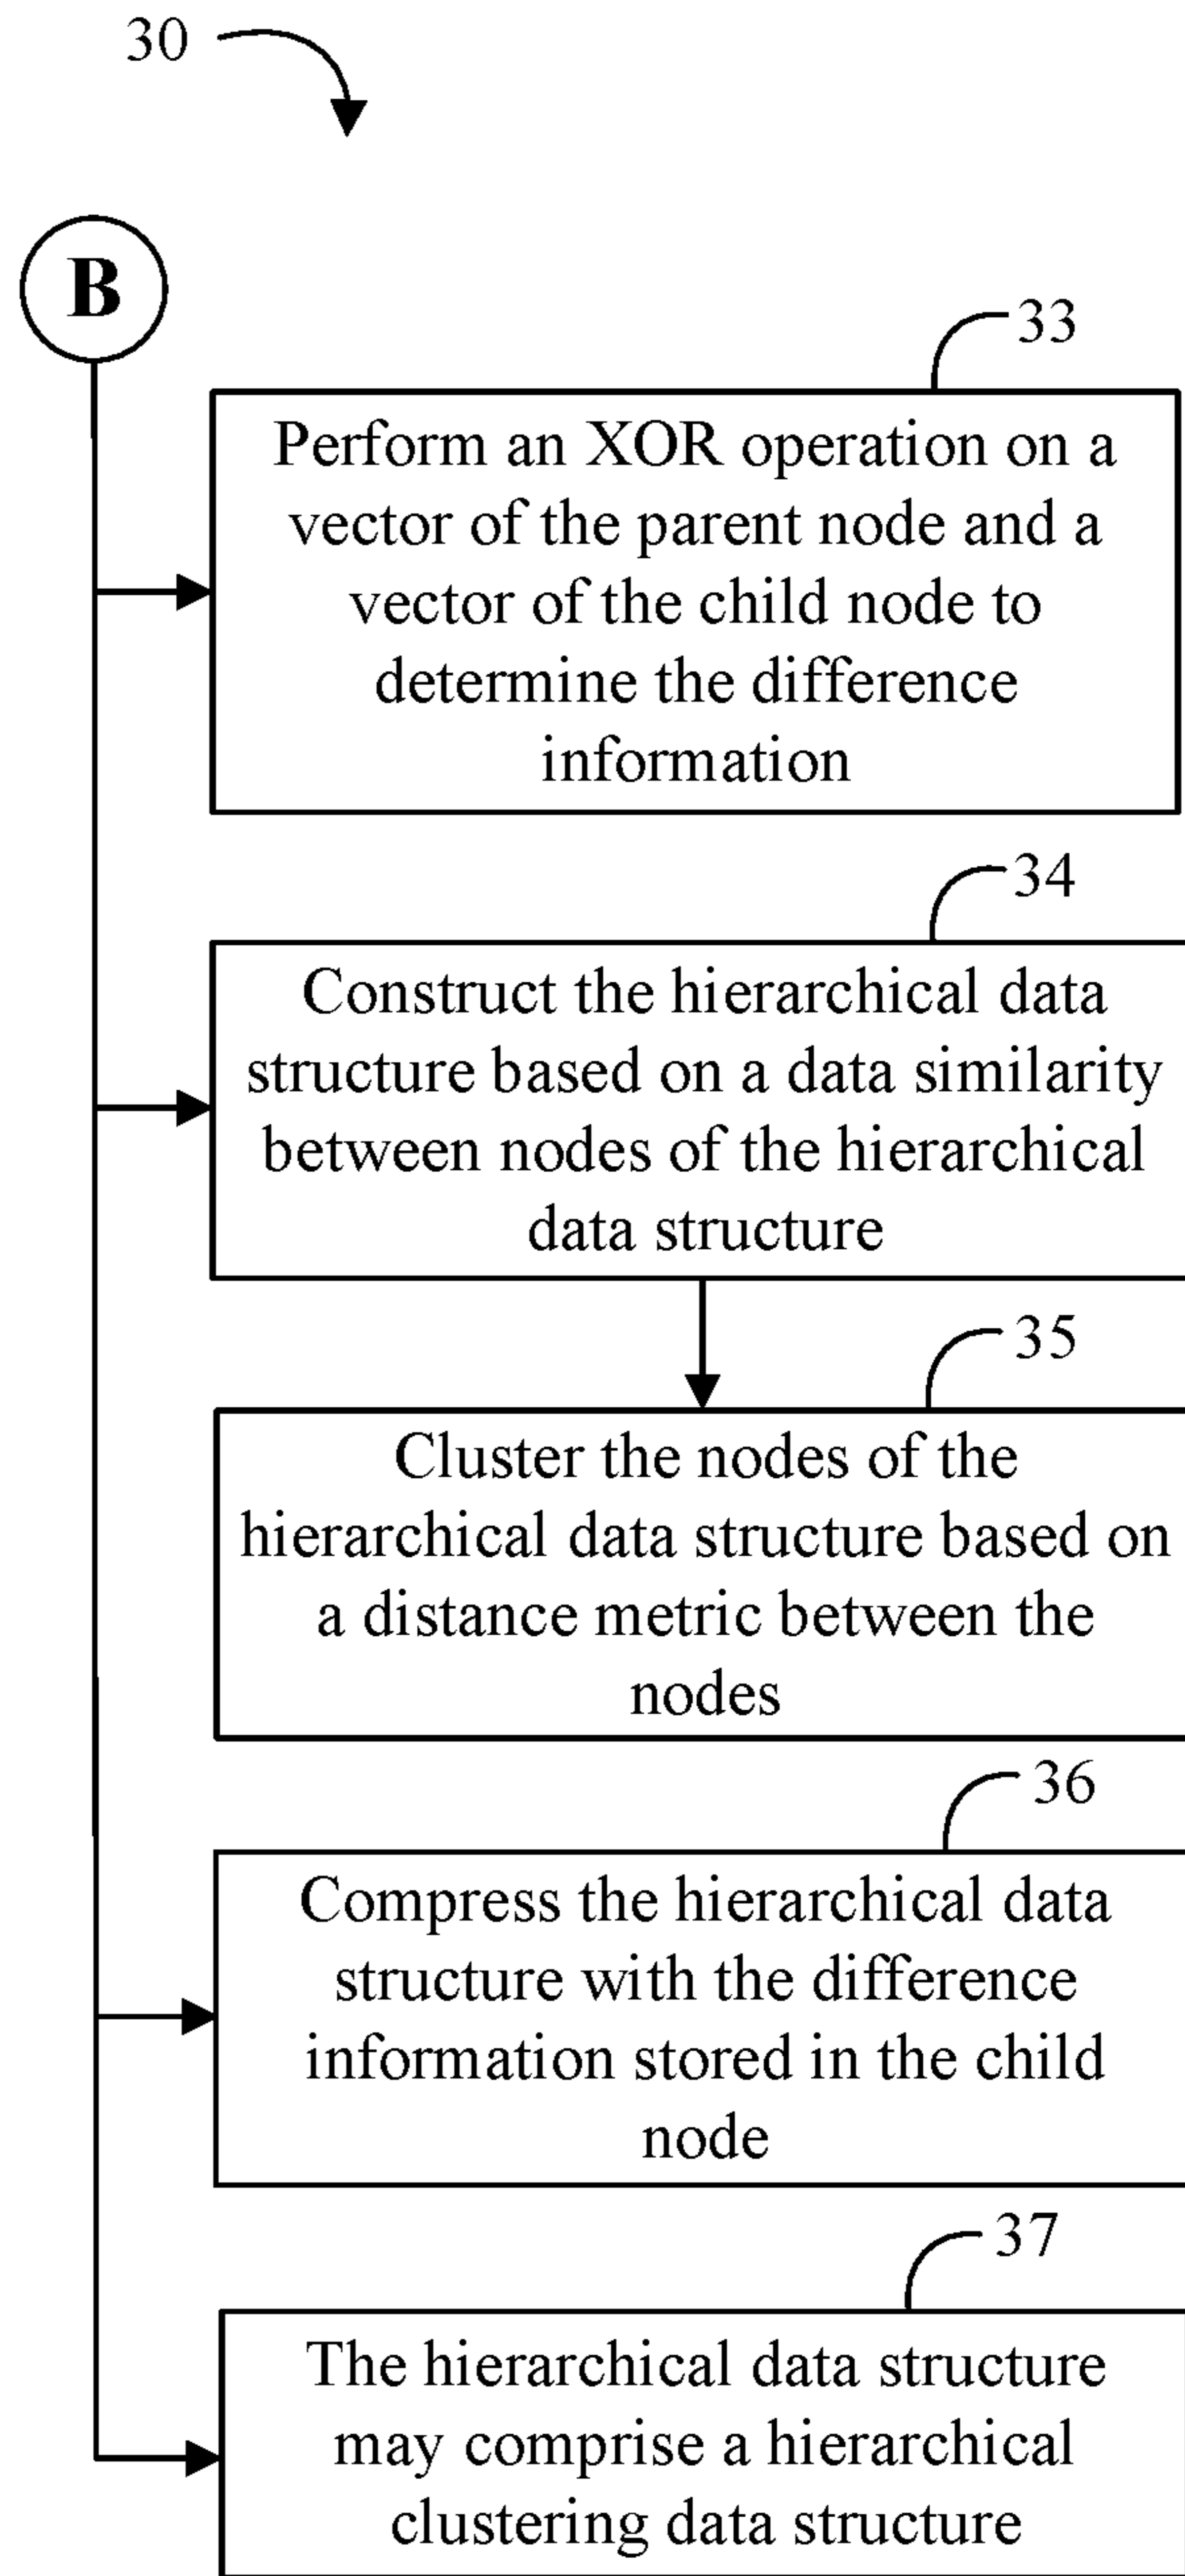 30
B
33
Perform an XOR operation on a
vector of the parent node and a
vector of the child node to
determine the difference
information
34
Construct the hierarchical data
structure based on a data similarity
between nodes of the hierarchical
data structure
35
Cluster the nodes of the
hierarchical data structure based on
a distance metric between the
nodes
36
Compress the hierarchical data
structure with the difference
information stored in the child
node
37
The hierarchical data structure
may comprise a hierarchical
clustering data structure